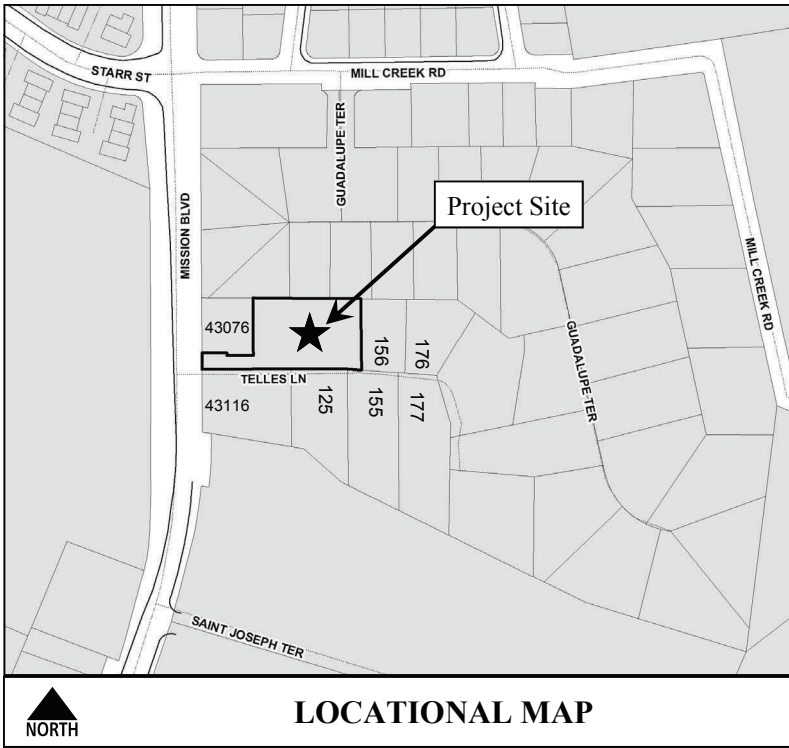 STARR ST
MILL CREEK RD
GUADALUPE TER
MISSION BLVD
Project Site
MILL CREEK RD
43076
156
176
GUADALUPE TER
TELLES LN
43116
125
155
177
SAINT JOSEPH TER
NORTH
LOCATIONAL MAP